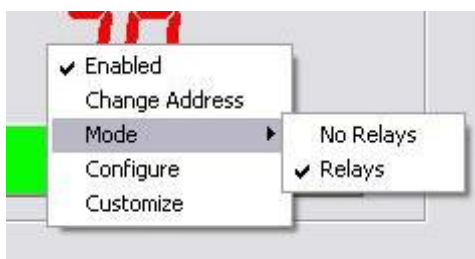 Enabled
Change Address
Mode
No Relays
Configure
Relays
Customize